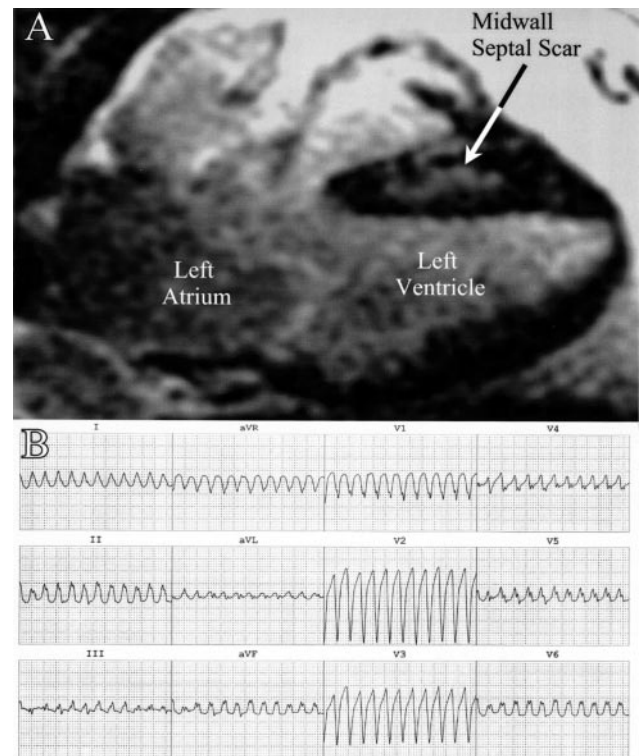 A
Midwall
Septal Scar
Left
Atrium
Left
Ventricle
B
I
aVR
V1
V4
II
aVL
V2
V5
III
aVF
V3
V6